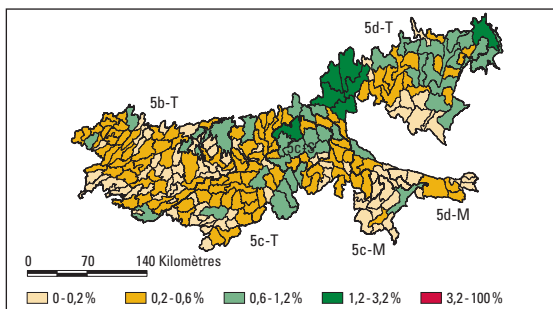 5d-T
5b-T
5c-S
5d-M
5c-T
5c-M
0 70 140 Kilomètres
0-0,2% 0,2-0,6% 0,6-1,2% 1,2-3,2% 3,2-100%